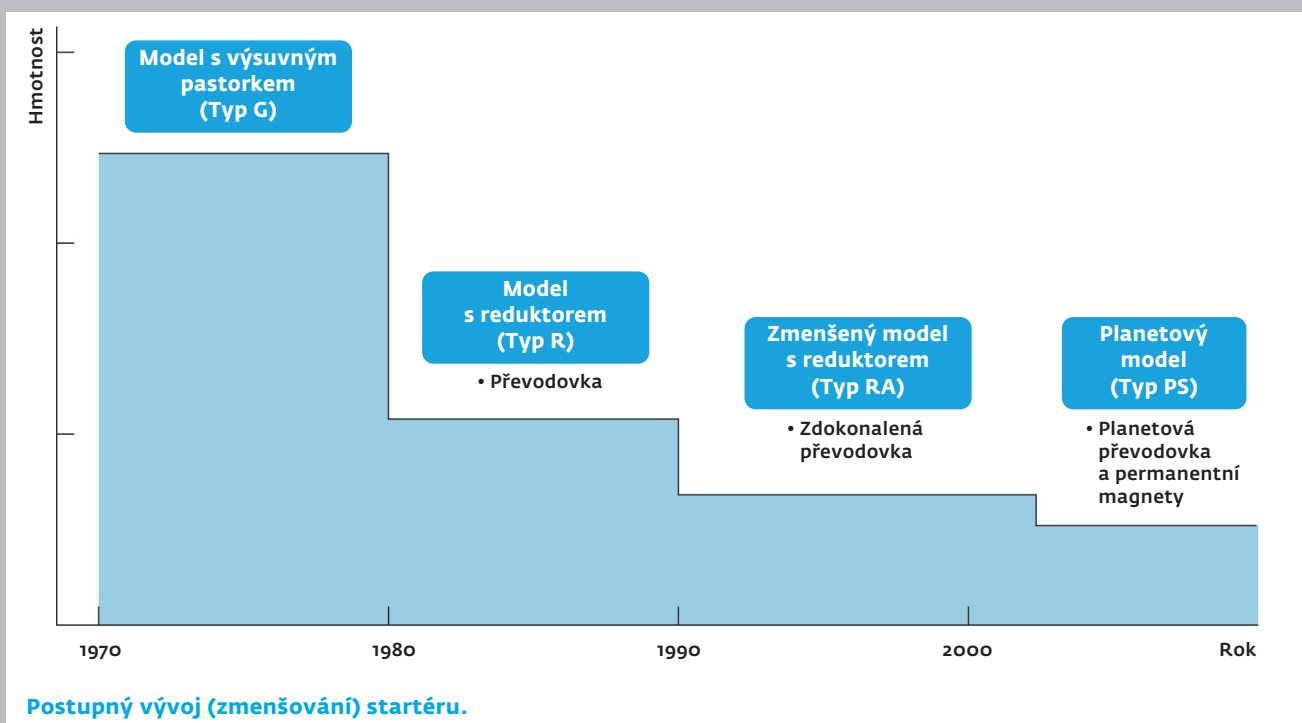 Hmotnost
Model s výsuvným
pastorkem
(Typ G)
Model
s reduktorem
(Typ R)
• Převodovka
Zmenšený model
s reduktorem
(Typ RA)
• Zdokonalená
převodovka
Planetový
model
(Typ PS)
• Planetová
převodovka
a permanentní
magnety
1970
1980
1990
2000
Rok
Postupný vývoj (zmenšování) startéru.